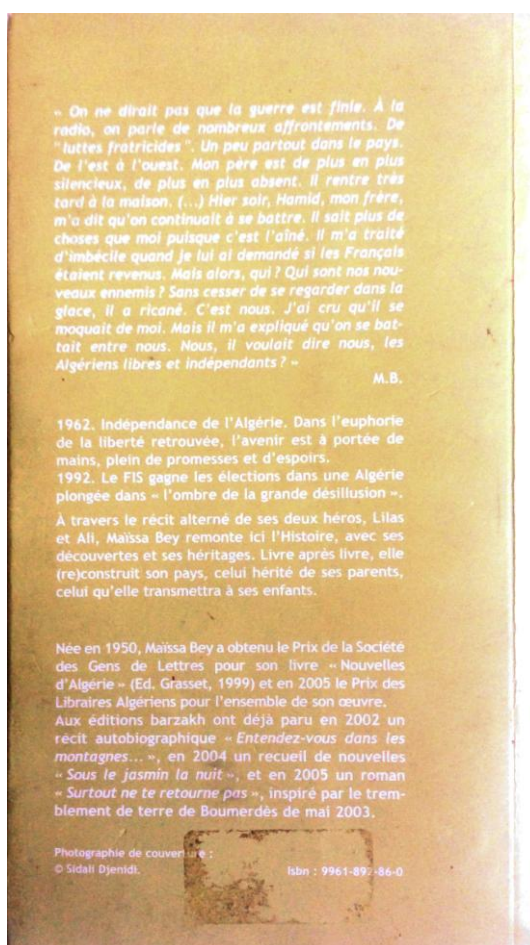 « On ne dirait pas que la guerre est finie. À la
radio, on parle de nombreux affrontements. De
"luttes fratricides". Un peu partout dans le pays.
De l'est à l'ouest. Mon père est de plus en plus
silencieux, de plus en plus absent. Il rentre très
tard à la maison. (...) Hier soir, Hamid, mon frère,
m'a dit qu'on continuait à se battre. Il sait plus de
choses que moi puisque c'est l'aîné. Il m'a traité
d'imbécile quand je lui ai demandé si les Français
étaient revenus. Mais alors, qui ? Qui sont nos nou-
veaux ennemis ? Sans cesser de se regarder dans la
glace, il a ricané. C'est nous. J'ai cru qu'il se
moquait de moi. Mais il m'a expliqué qu'on se bat-
tait entre nous. Nous, il voulait dire nous, les
Algériens libres et indépendants ? »
M.B.
1962. Indépendance de l'Algérie. Dans l'euphorie
de la liberté retrouvée, l'avenir est à portée de
mains, plein de promesses et d'espoirs.
1992. Le FIS gagne les élections dans une Algérie
plongée dans « l'ombre de la grande désillusion ».
À travers le récit alterné de ses deux héros, Lilas
et Ali, Maïssa Bey remonte ici l'Histoire, avec ses
découvertes et ses héritages. Livre après livre, elle
(re)construit son pays, celui hérité de ses parents,
celui qu'elle transmettra à ses enfants.
Née en 1950, Maïssa Bey a obtenu le Prix de la Société
des Gens de Lettres pour son livre « Nouvelles
d'Algérie » (Ed. Grasset, 1999) et en 2005 le Prix des
Libraires Algériens pour l'ensemble de son œuvre.
Aux éditions barzakh ont déjà paru en 2002 un
récit autobiographique « Entendez-vous dans les
montagnes... », en 2004 un recueil de nouvelles
« Sous le jasmin la nuit », et en 2005 un roman
« Surtout ne te retourne pas », inspiré par le trem-
blement de terre de Boumerdès de mai 2003.
Photographie de couverture :
© Sidali Djenidi.
Isbn : 9961-892-86-0